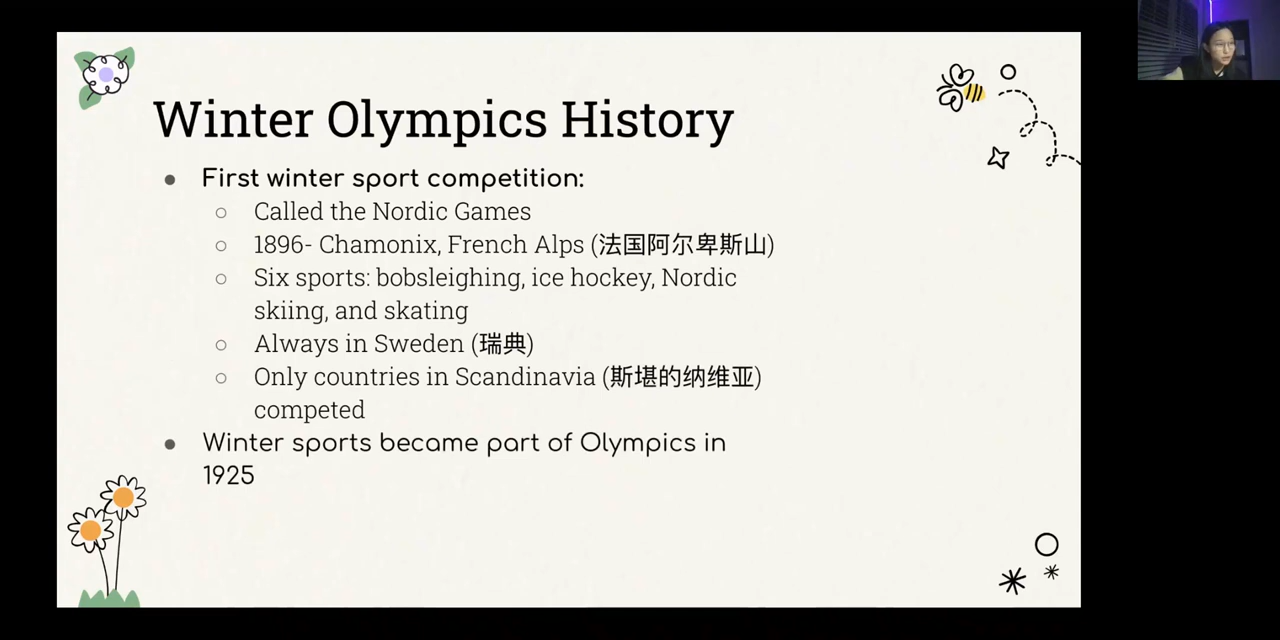 Winter Olympics History
● First winter sport competition:
○ Called the Nordic Games
○ 1896- Chamonix, French Alps (法国阿尔卑斯山)
○ Six sports: bobsleighing, ice hockey, Nordic
skiing, and skating
○ Always in Sweden (瑞典)
○ Only countries in Scandinavia (斯堪的纳维亚)
competed
● Winter sports became part of Olympics in
1925